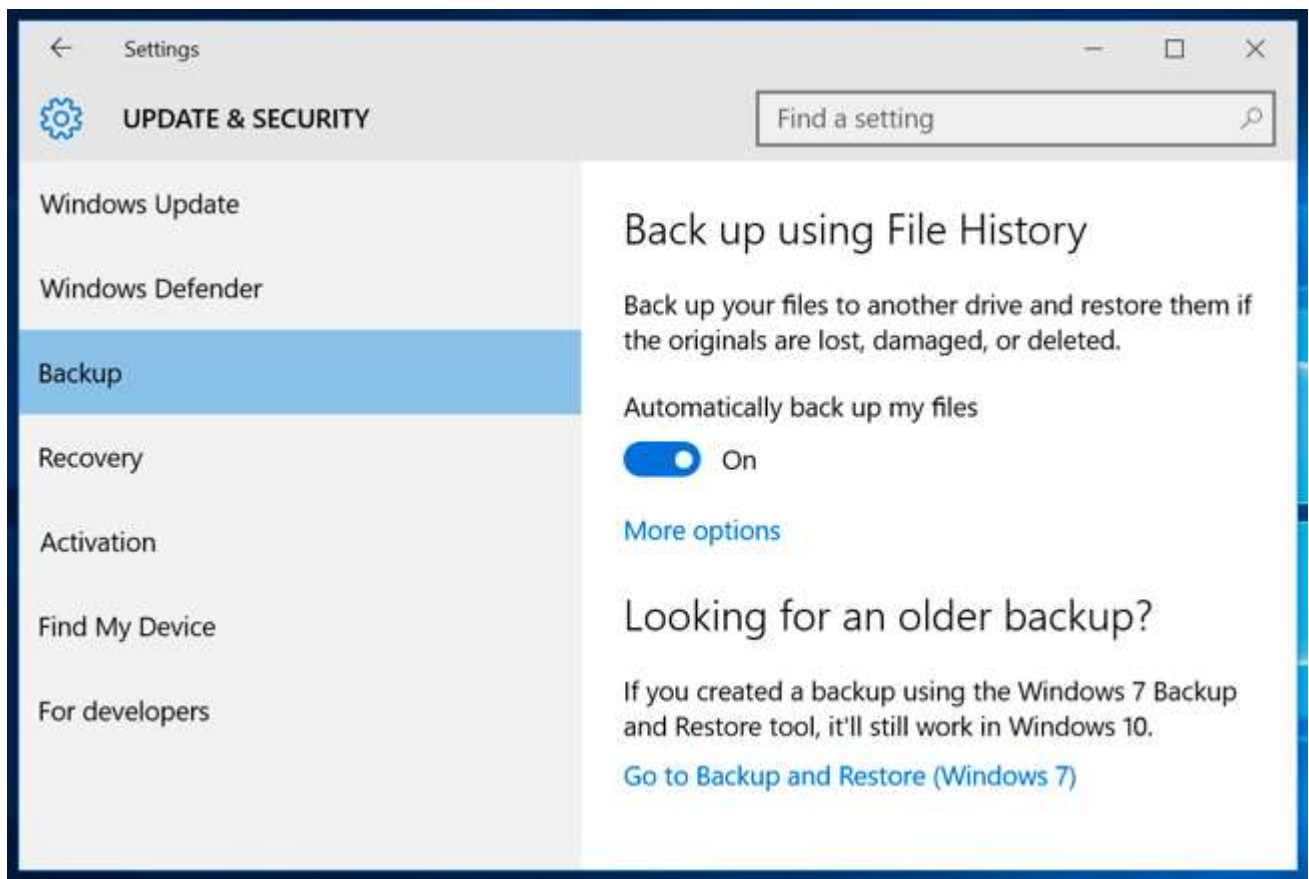 Settings
UPDATE & SECURITY
Find a setting
Windows Update
Windows Defender
Backup
Recovery
Activation
Find My Device
For developers
Back up using File History
Back up your files to another drive and restore them if
the originals are lost, damaged, or deleted.
Automatically back up my files
On
More options
Looking for an older backup?
If you created a backup using the Windows 7 Backup
and Restore tool, it'll still work in Windows 10.
Go to Backup and Restore (Windows 7)